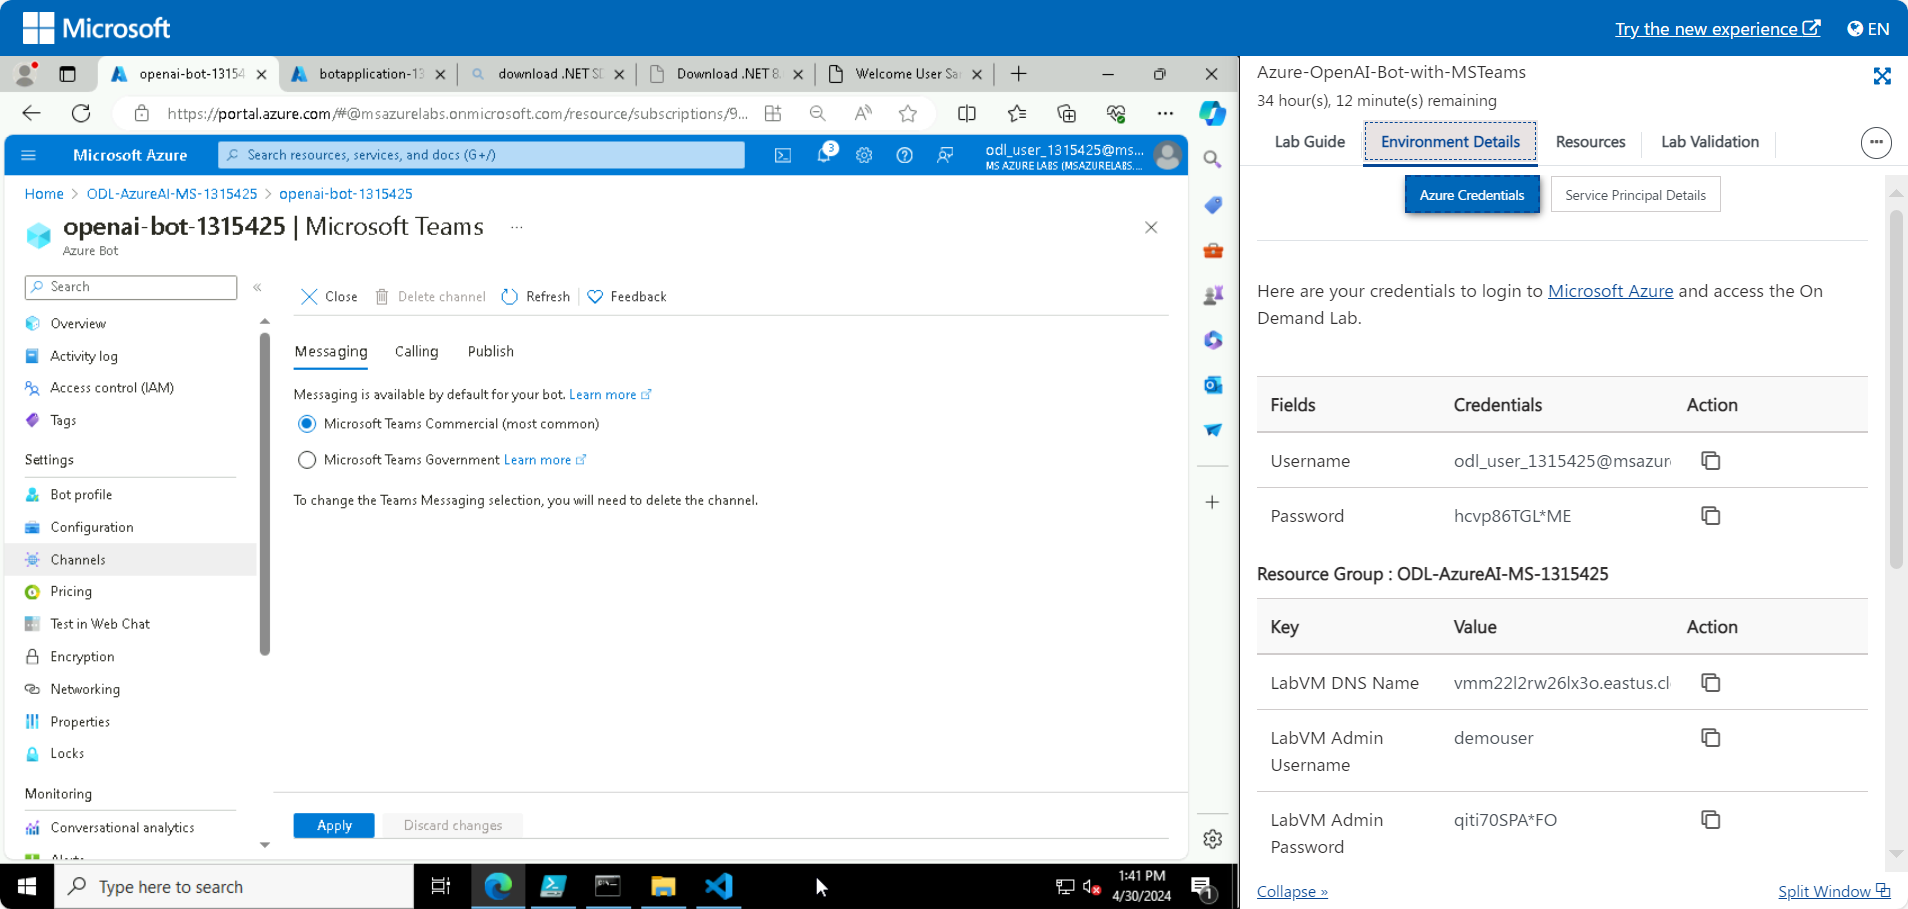 Microsoft
Try the new experience
EN
openai-bot-13154
botapplication-13
download .NET SD
Download .NET 8.
Welcome User Sa
https://portal.azure.com/#@msazurelabs.onmicrosoft.com/resource/subscriptions/9...
Microsoft Azure
Search resources, services, and docs (G+/)
3
odl_user_1315425@ms...
MS AZURE LABS (MSAZURELABS....
Home > ODL-AzureAI-MS-1315425 > openai-bot-1315425
openai-bot-1315425 | Microsoft Teams ...
Azure Bot
Search
«
Overview
Activity log
Access control (IAM)
Tags
Settings
Bot profile
Configuration
Channels
Pricing
Test in Web Chat
Encryption
Networking
Properties
Locks
Monitoring
Conversational analytics
Alerts
Close
Delete channel
Refresh
Feedback
Messaging
Calling
Publish
Messaging is available by default for your bot. Learn more
Microsoft Teams Commercial (most common)
Microsoft Teams Government Learn more
To change the Teams Messaging selection, you will need to delete the channel.
Apply
Discard changes
Type here to search
1:41 PM
4/30/2024
1
Azure-OpenAI-Bot-with-MSTeams
34 hour(s), 12 minute(s) remaining
Lab Guide
Environment Details
Resources
Lab Validation
Azure Credentials
Service Principal Details
Here are your credentials to login to Microsoft Azure and access the On
Demand Lab.
Fields Credentials Action
Username odl_user_1315425@msazur
Password hcvp86TGL*ME
Resource Group : ODL-AzureAI-MS-1315425
Key Value Action
LabVM DNS Name vmm22l2rw26lx3o.eastus.cl
LabVM Admin demouser
Username
LabVM Admin qiti70SPA*FO
Password
Collapse »
Split Window